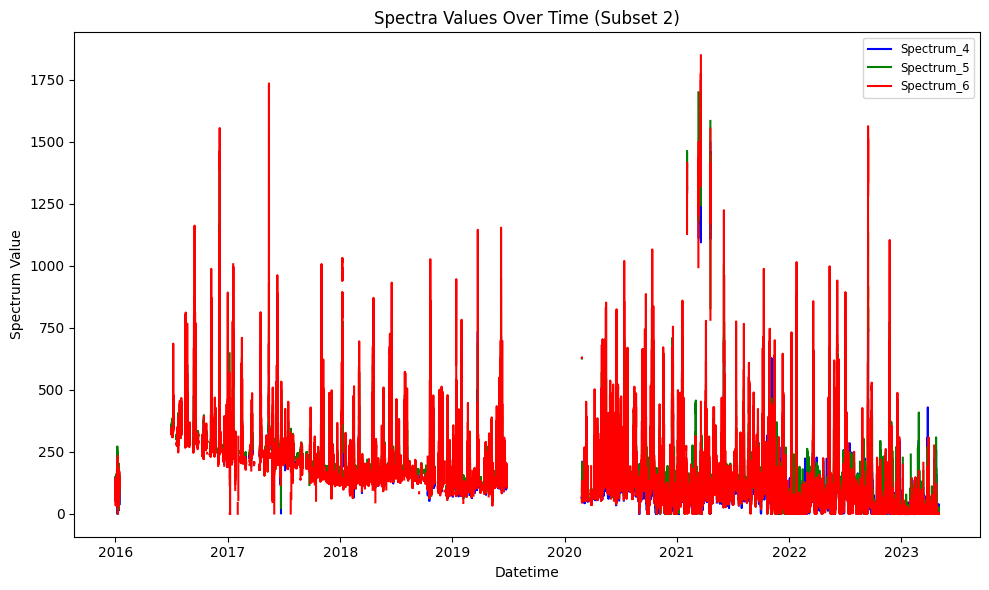 Spectra Values Over Time (Subset 2)
Spectrum_4
Spectrum_5
Spectrum_6
Spectrum Value
1750
1500
1250
1000
750
500
250
0
2016 2017 2018 2019 2020 2021 2022 2023
Datetime